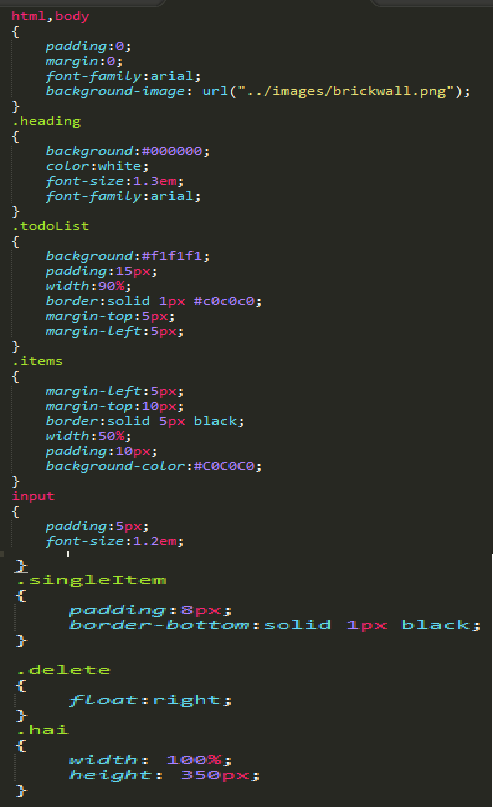 html,body
{
padding:0;
margin:0;
font-family:arial;
background-image: url("../images/brickwall.png");
}
.heading
{
background:#000000;
color:white;
font-size:1.3em;
font-family:arial;
}
.todoList
{
background:#f1f1f1;
padding:15px;
width:90%;
border:solid 1px #c0c0c0;
margin-top:5px;
margin-left:5px;
}
.items
{
margin-left:5px;
margin-top:10px;
border:solid 5px black;
width:50%;
padding:10px;
background-color:#C0C0C0;
}
input
{
padding:5px;
font-size:1.2em;
}
.singleItem
{
padding:8px;
border-bottom:solid 1px black;
}
.delete
{
float:right;
}
.hai
{
width: 100%;
height: 350px;
}